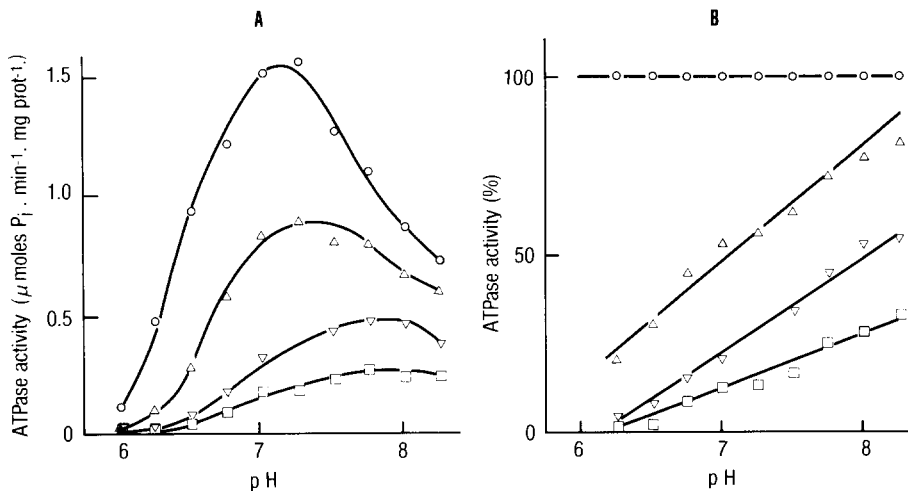 A
ATPase activity (μ moles Pi . min-1. mg prot-1.
1.5
1.0
0.5
0
6
7
8
p H
B
ATPase activity (%)
100
50
0
6
7
8
p H